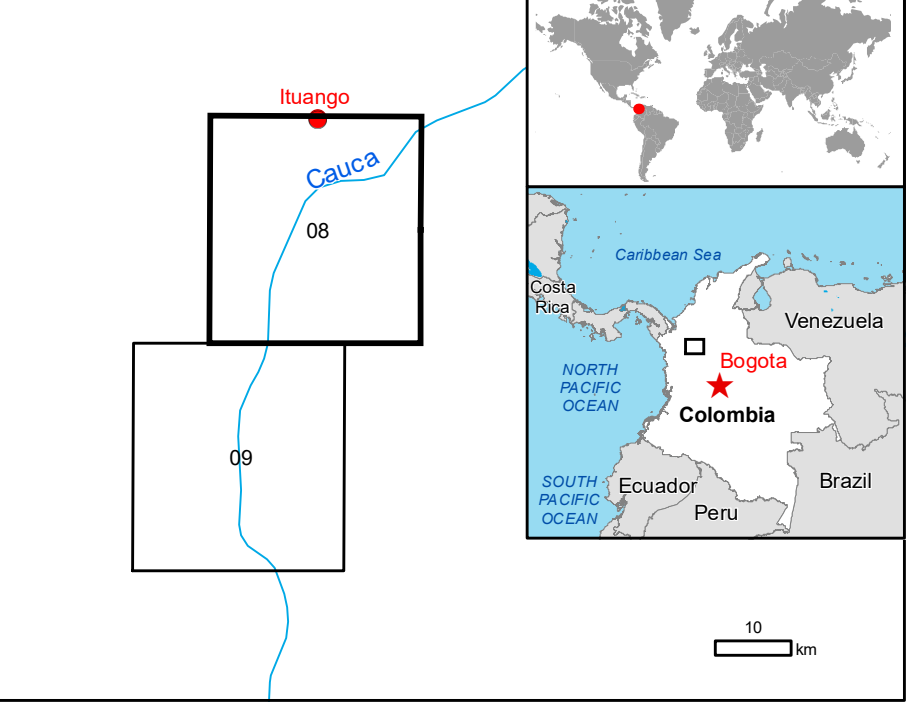 Ituango
Cauca
08
09
Caribbean Sea
Costa
Rica
Venezuela
NORTH
PACIFIC
OCEAN
Bogota
Colombia
SOUTH
PACIFIC
OCEAN
Ecuador
Peru
Brazil
10
km